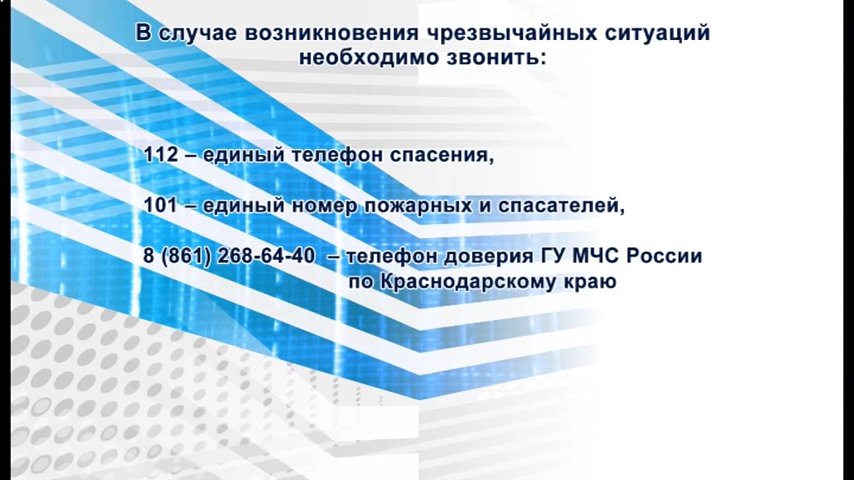 В случае возникновения чрезвычайных ситуаций
необходимо звонить:
112 – единый телефон спасения,
101 – единый номер пожарных и спасателей,
8 (861) 268-64-40 – телефон доверия ГУ МЧС России
по Краснодарскому краю